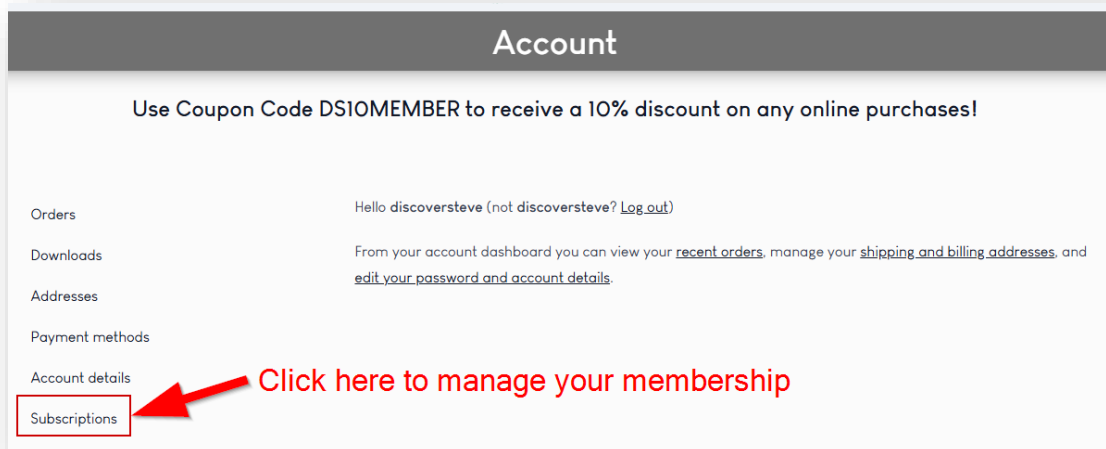 Account
Use Coupon Code DS10MEMBER to receive a 10% discount on any online purchases!
Orders
Downloads
Addresses
Payment methods
Account details
Subscriptions
Hello discoversteve (not discoversteve? Log out)
From your account dashboard you can view your recent orders, manage your shipping and billing addresses, and
edit your password and account details.
Click here to manage your membership